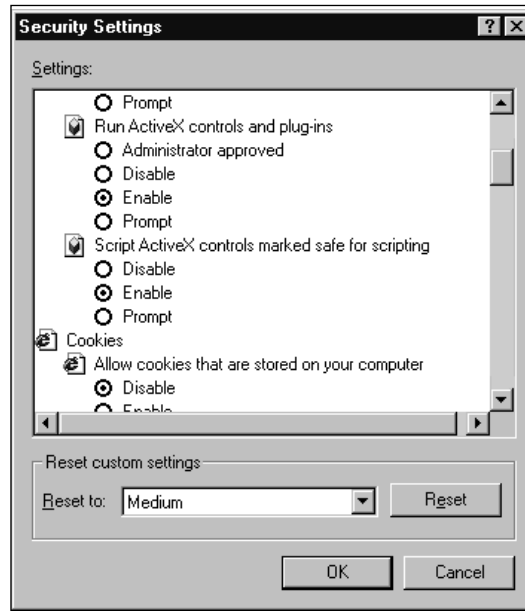 Security Settings
Settings:
Prompt
Run ActiveX controls and plug-ins
Administrator approved
Disable
Enable
Prompt
Script ActiveX controls marked safe for scripting
Disable
Enable
Prompt
Cookies
Allow cookies that are stored on your computer
Disable
Enable
Reset custom settings
Reset to: Medium Reset
OK Cancel